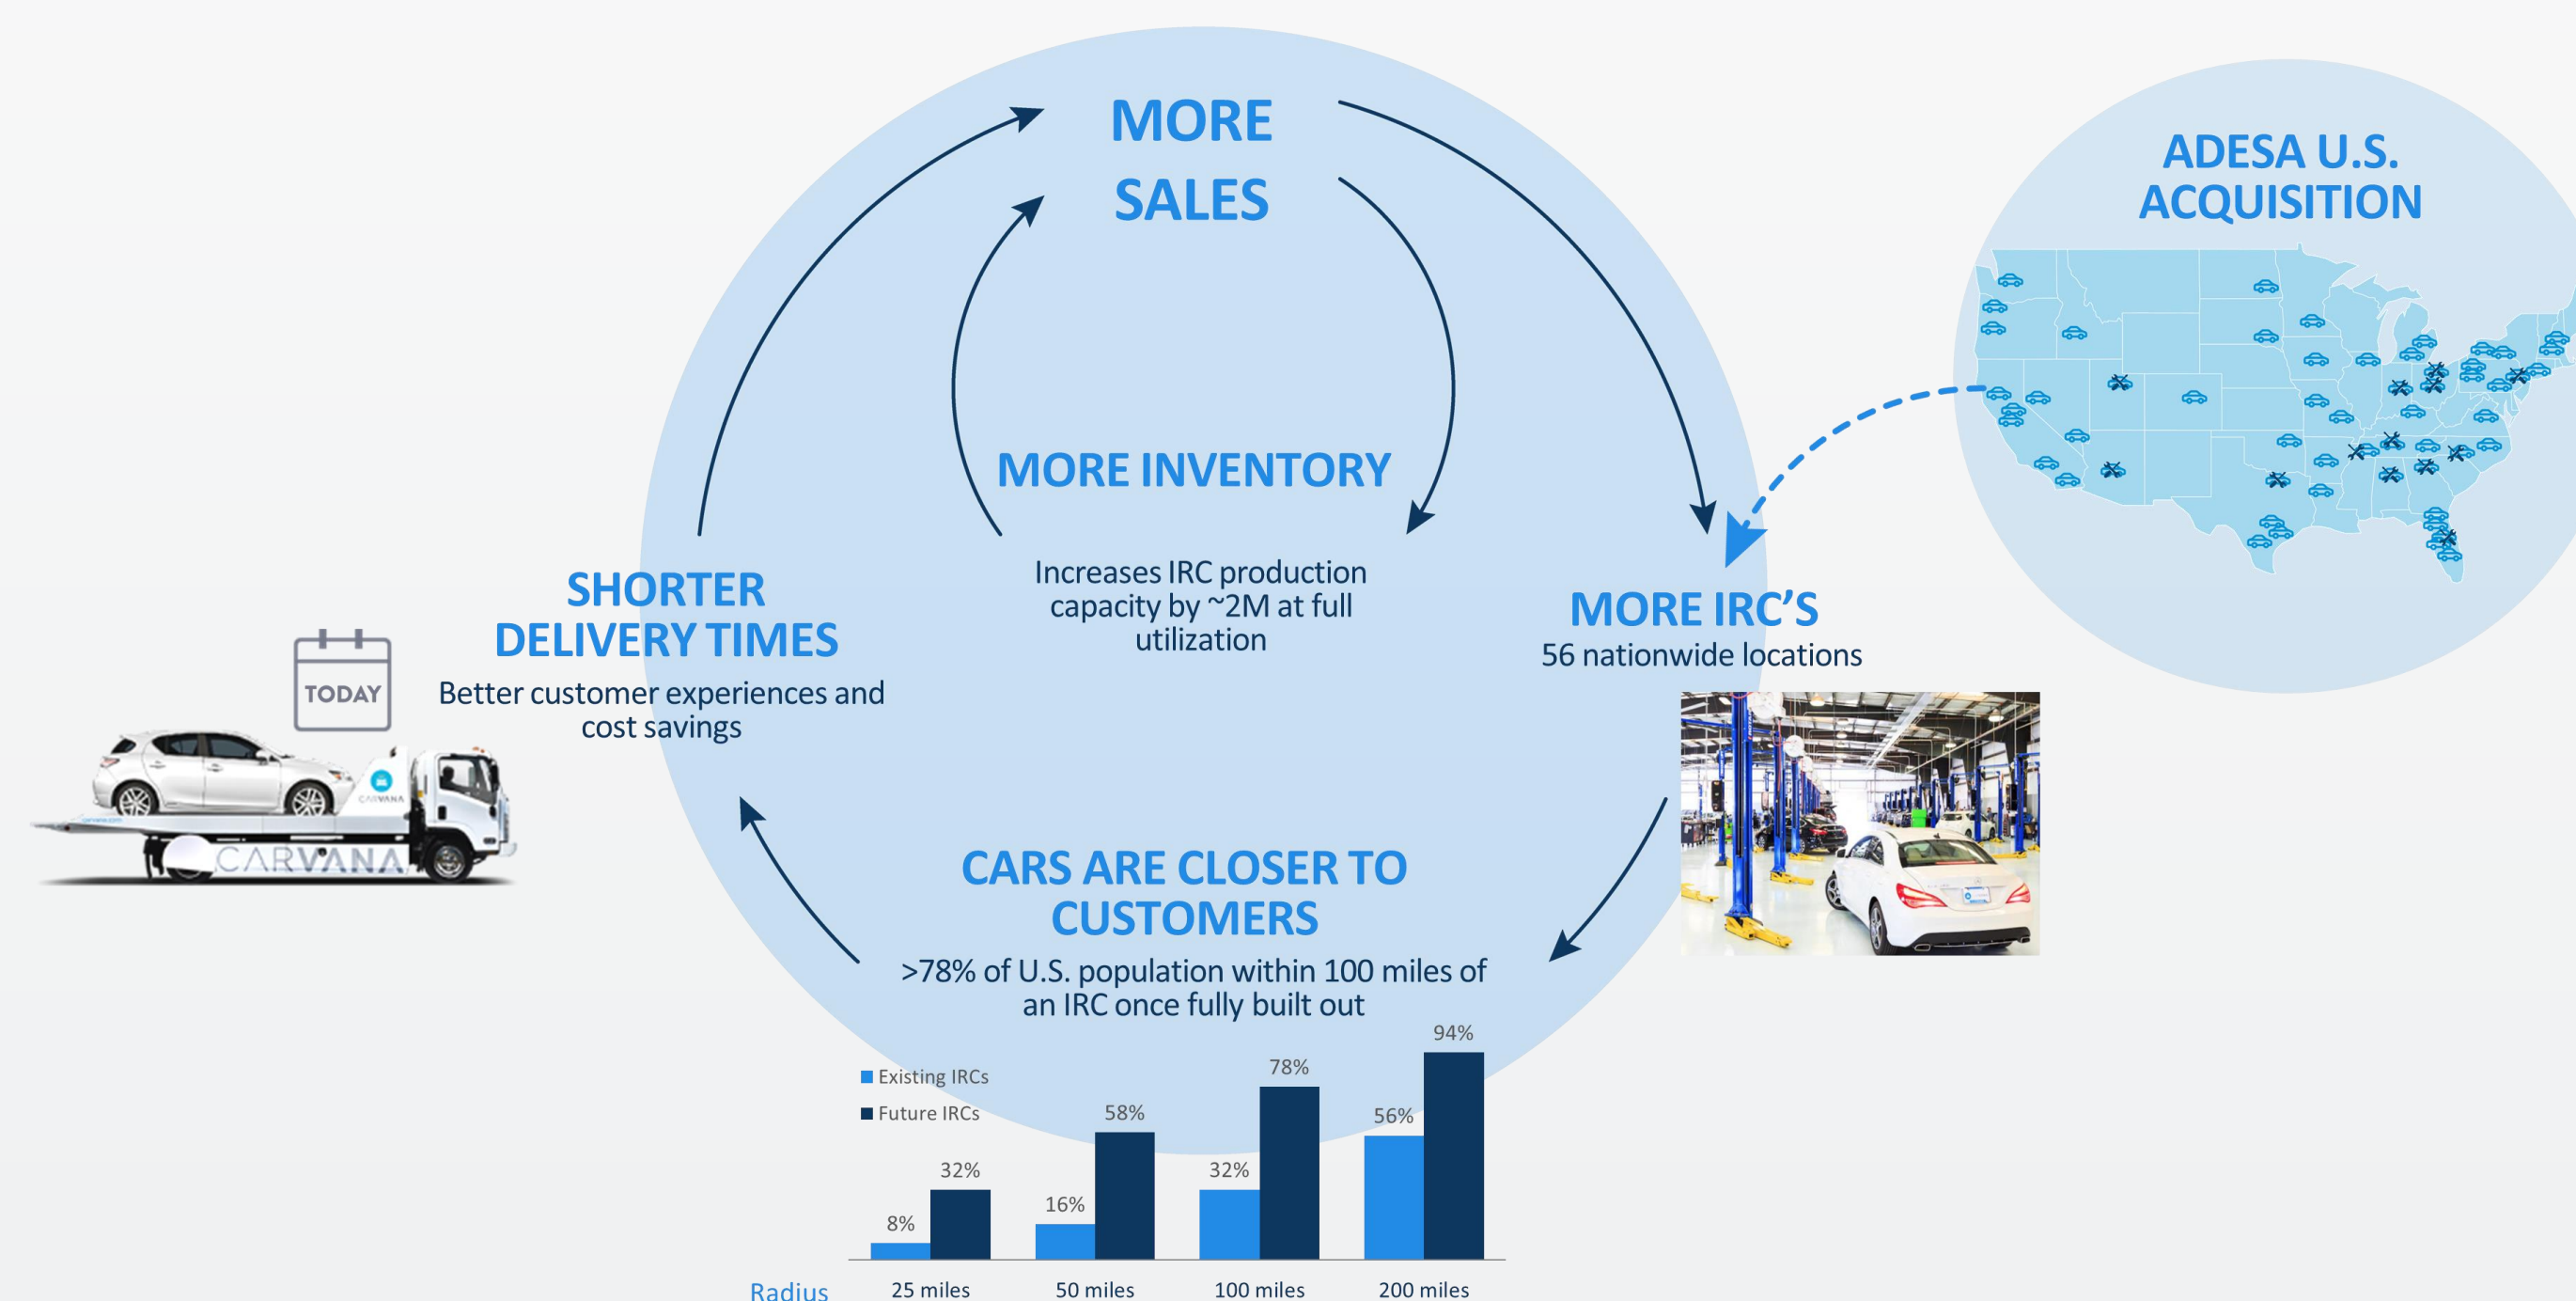 MORE
SALES
ADESA U.S.
ACQUISITION
MORE INVENTORY
Increases IRC production
capacity by ~2M at full
utilization
SHORTER
DELIVERY TIMES
Better customer experiences and
cost savings
TODAY
CARVANA
CARVANA
MORE IRC’S
56 nationwide locations
CARS ARE CLOSER TO
CUSTOMERS
>78% of U.S. population within 100 miles of
an IRC once fully built out
Existing IRCs
Future IRCs
8%
32%
16%
58%
32%
78%
56%
94%
Radius
25 miles
50 miles
100 miles
200 miles